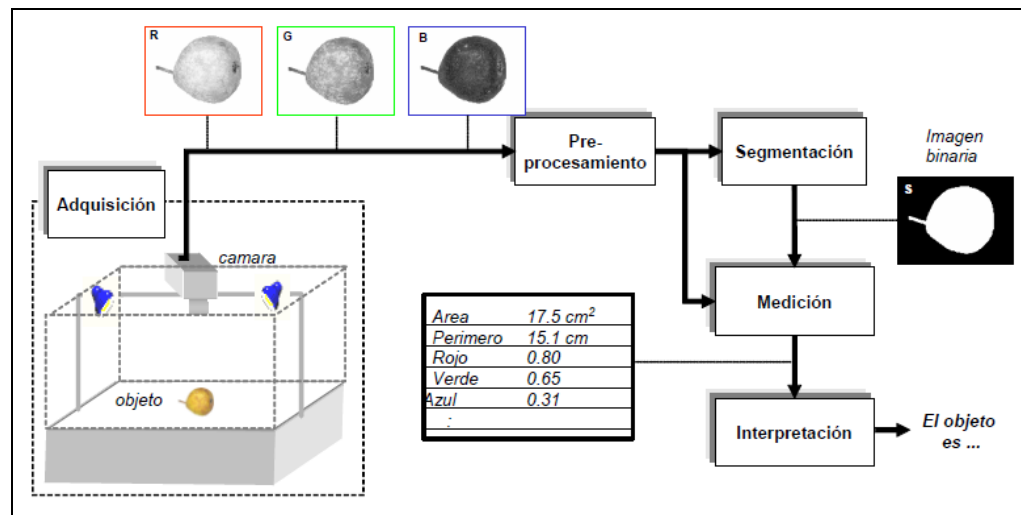 R
G
B
Pre-
procesamiento
Segmentación
Imagen
binaria
S
Adquisición
camara
objeto
Medición
Area 17.5 cm²
Perimero 15.1 cm
Rojo 0.80
Verde 0.65
Azul 0.31
:
Interpretación
El objeto
es ...